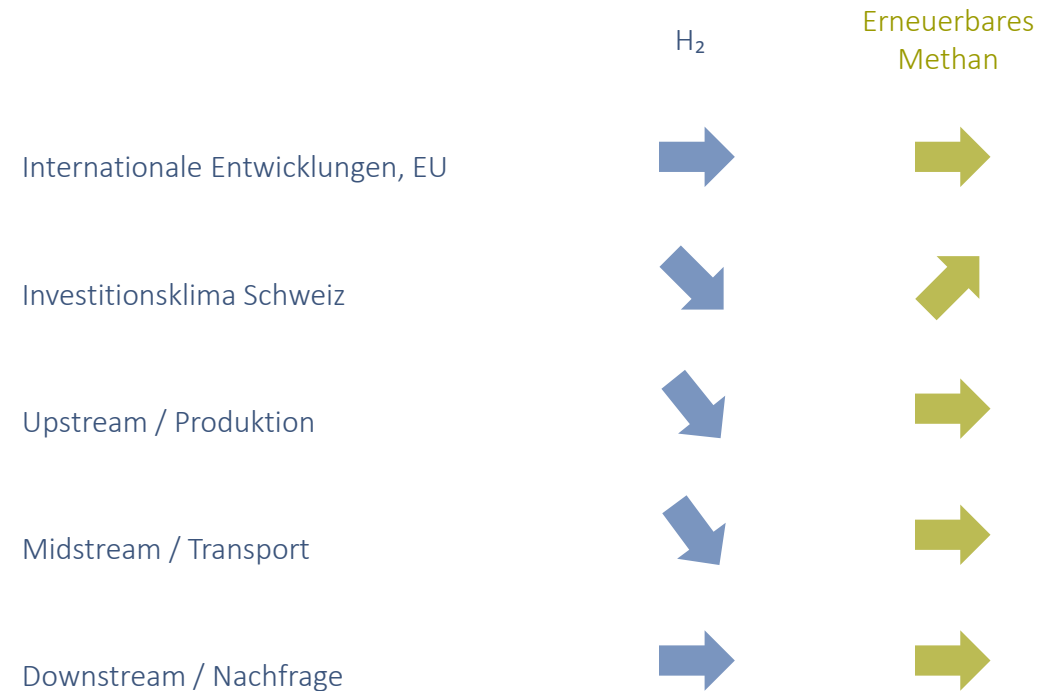 H₂
Erneuerbares
Methan
Internationale Entwicklungen, EU
Investitionsklima Schweiz
Upstream / Produktion
Midstream / Transport
Downstream / Nachfrage